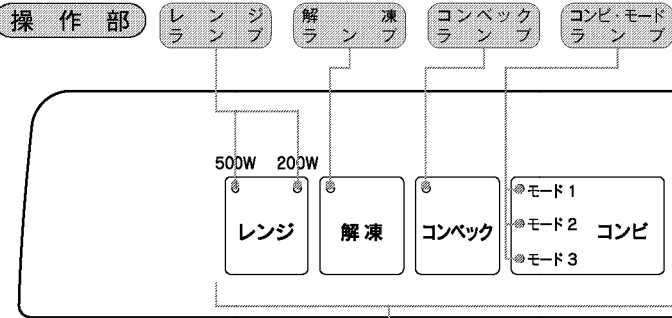 操作部
レンジ
ランプ
解凍
ランプ
コンベック
ランプ
コンビ・モード
ランプ
500W 200W
レンジ
解凍
コンベック
モード1
モード2
モード3
コンビ